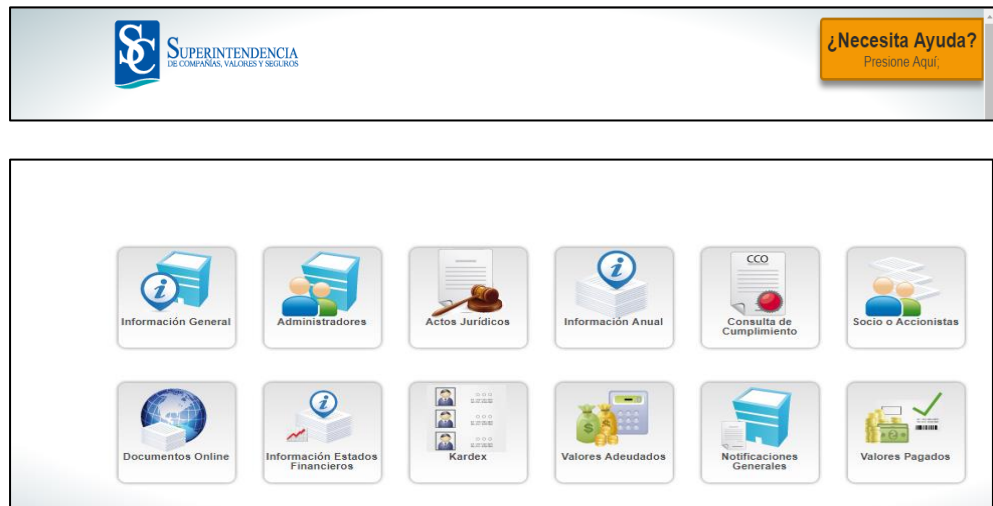 SC SUPERINTENDENCIA
DE COMPAÑÍAS, VALORES Y SEGUROS
¿Necesita Ayuda?
Presione Aquí;
Información General
Administradores
Actos Jurídicos
Información Anual
CCO
Consulta de
Cumplimiento
Socio o Accionistas
Documentos Online
Información Estados
Financieros
Kardex
Valores Adeudados
Notificaciones
Generales
Valores Pagados